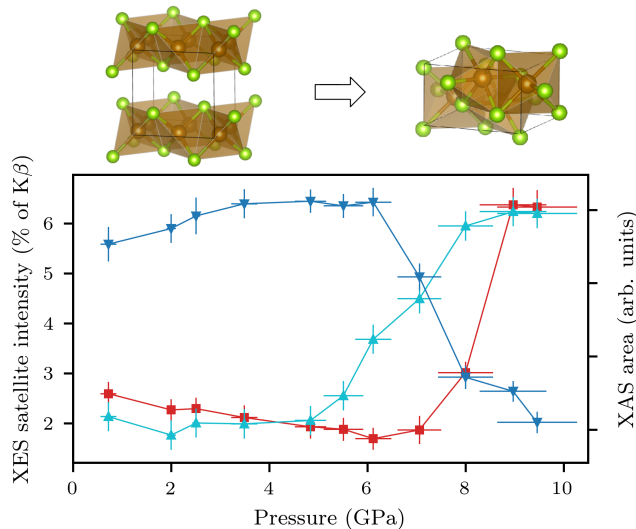 XES satellite intensity (% of Kβ)
6
5
4
3
2
XAS area (arb. units)
0 2 4 6 8 10
Pressure (GPa)